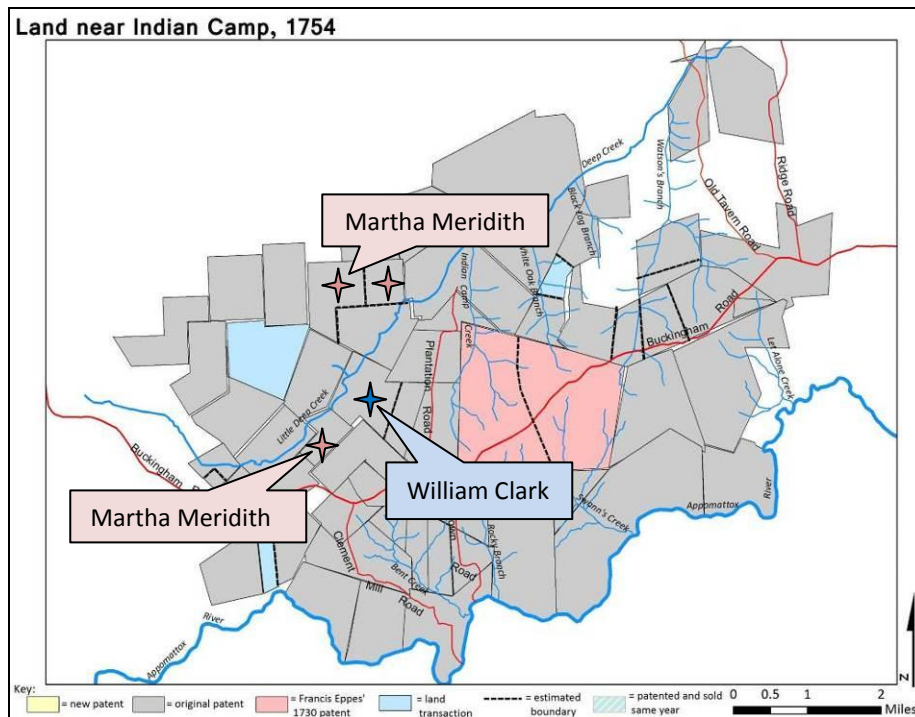 Land near Indian Camp, 1754
Deep Creek
Watson's Branch
Old Tavern Road
Ridge Road
Black Log Branch
Martha Meridith
Indian Camp Creek
White Oak Branch
Buckingham Road
Plantation Road
Let Alone Creek
Little Deep Creek
Buckingham
William Clark
Martha Meridith
Swann's Creek
Appomattox River
Clement Mill Road
Bent Creek
Rocky Branch
Road
Appomattox River
N
Key:
= new patent
= original patent
= Francis Eppes'
1730 patent
= land
transaction
= estimated
boundary
= patented and sold
same year
0 0.5 1 2
Miles